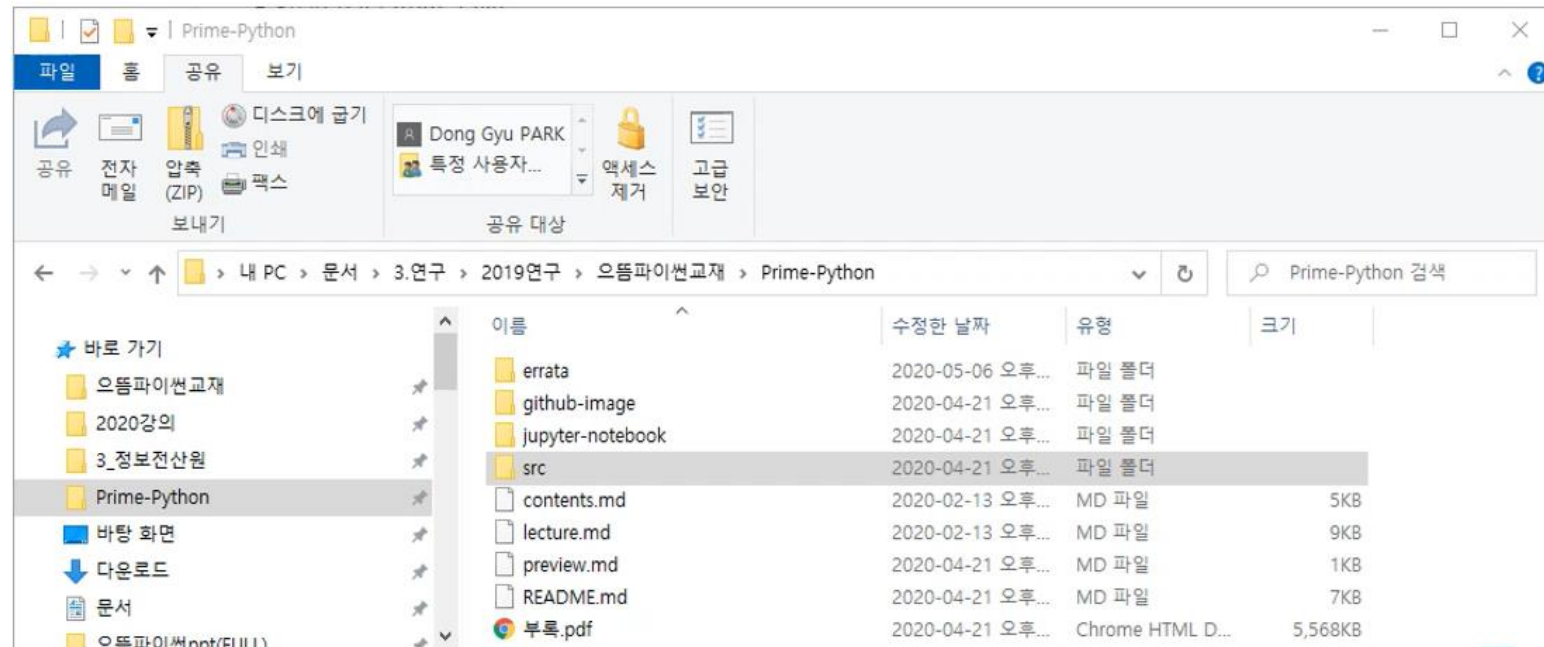 Prime-Python
파일 홈 공유 보기
공유
전자 메일
압축 (ZIP)
디스크에 굽기
인쇄
팩스
보내기
Dong Gyu PARK
특정 사용자...
공유 대상
액세스 제거
고급 보안
내 PC > 문서 > 3.연구 > 2019연구 > 으뜸파이썬교재 > Prime-Python
Prime-Python 검색
바로 가기
으뜸파이썬교재
2020강의
3_정보전산원
Prime-Python
바탕 화면
다운로드
문서
으뜸파이썬ppt(FULL)
이름 수정한 날짜 유형 크기
errata 2020-05-06 오후... 파일 폴더
github-image 2020-04-21 오후... 파일 폴더
jupyter-notebook 2020-04-21 오후... 파일 폴더
src 2020-04-21 오후... 파일 폴더
contents.md 2020-02-13 오후... MD 파일 5KB
lecture.md 2020-02-13 오후... MD 파일 9KB
preview.md 2020-04-21 오후... MD 파일 1KB
README.md 2020-04-21 오후... MD 파일 7KB
부록.pdf 2020-04-21 오후... Chrome HTML D... 5,568KB